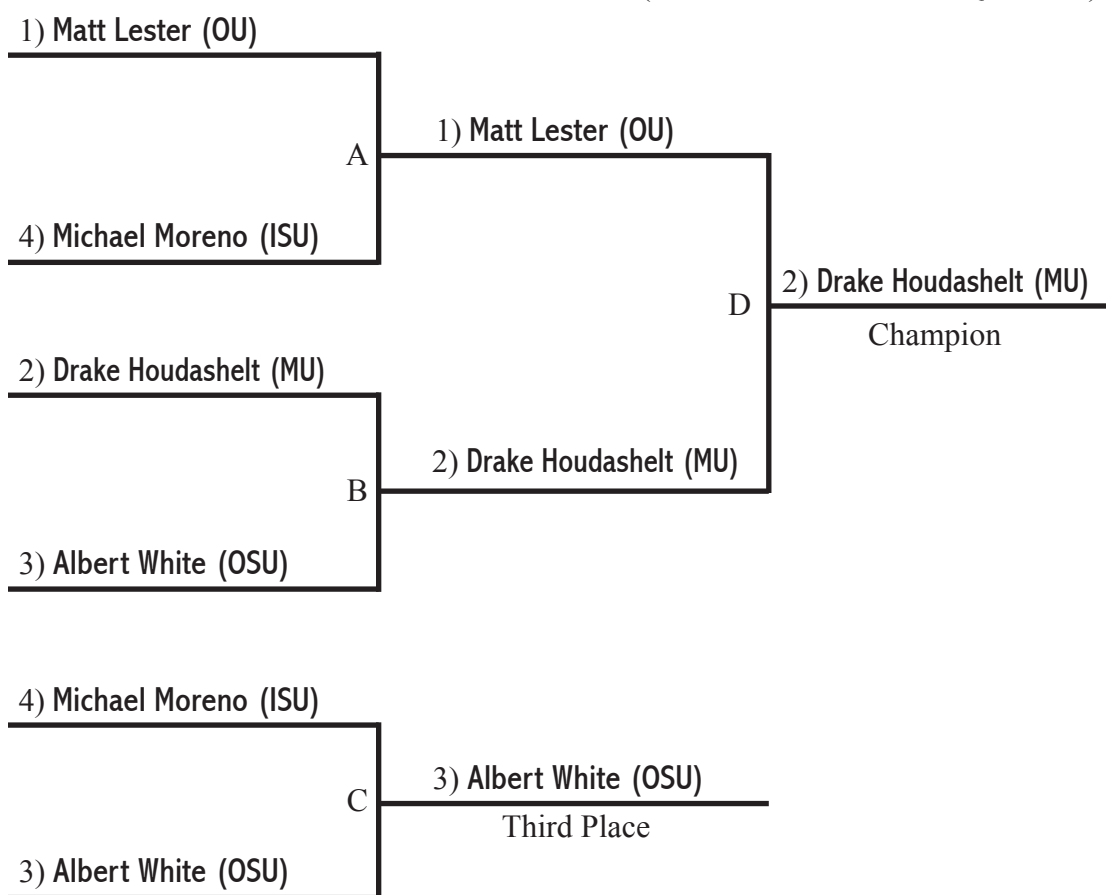 1) Matt Lester (OU)
1) Matt Lester (OU)
A
4) Michael Moreno (ISU)
2) Drake Houdashelt (MU)
D
Champion
2) Drake Houdashelt (MU)
2) Drake Houdashelt (MU)
B
3) Albert White (OSU)
4) Michael Moreno (ISU)
3) Albert White (OSU)
C
Third Place
3) Albert White (OSU)